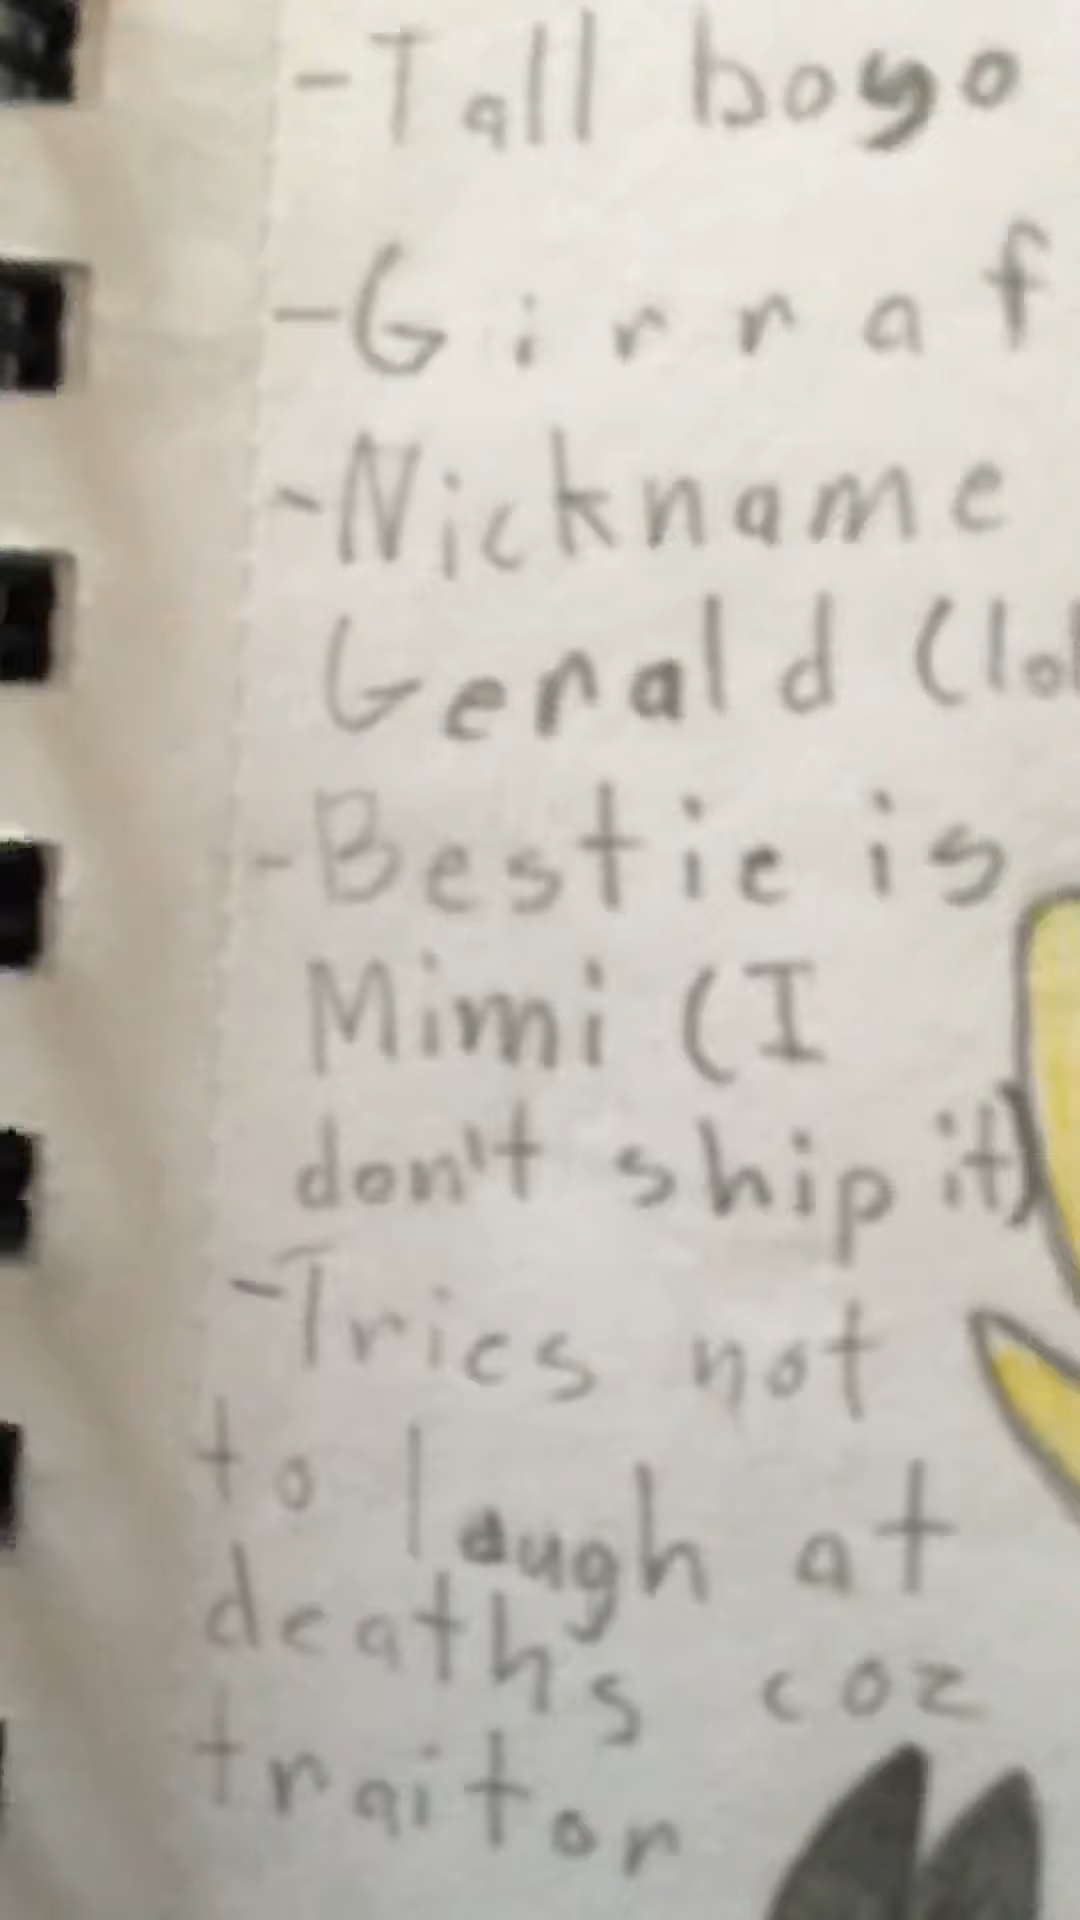 -Tall boyo
-Girraf
-Nickname
Gerald (lol
-Bestie is
Mimi (I
don't ship it)
-Tries not
to laugh at
deaths coz
traitor